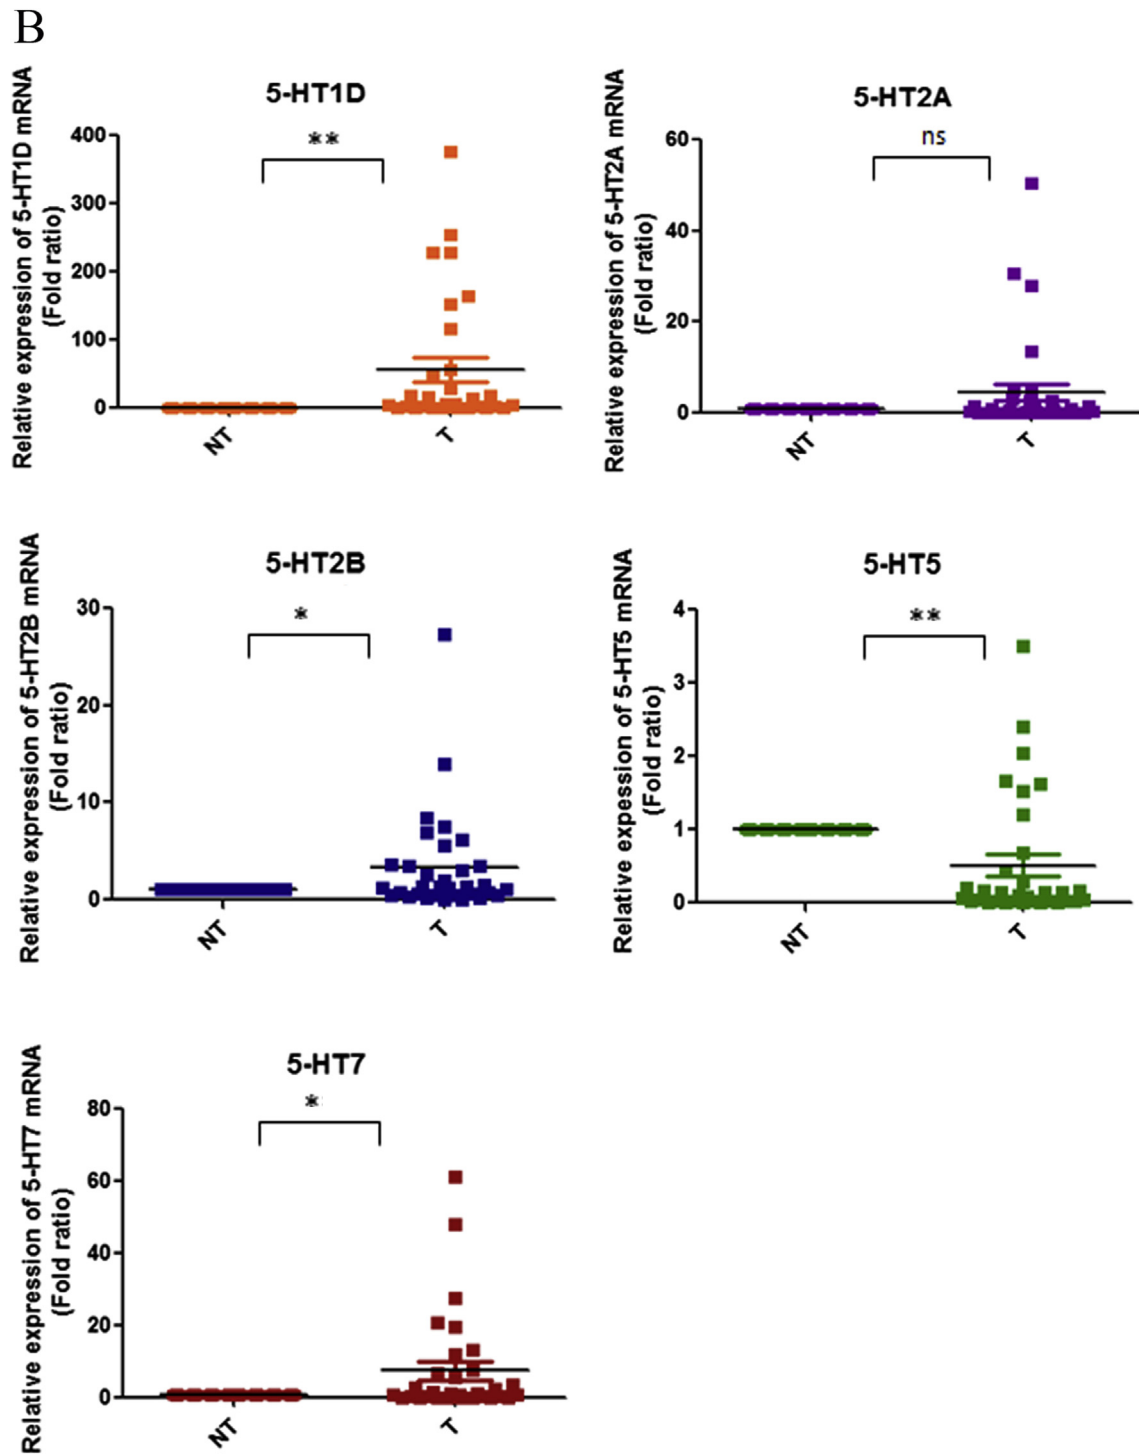 B
5-HT1D
Relative expression of 5-HT1D mRNA
(Fold ratio)
**
400
300
200
100
0
NT
T
5-HT2A
Relative expression of 5-HT2A mRNA
(Fold ratio)
ns
60
40
20
0
NT
T
5-HT2B
Relative expression of 5-HT2B mRNA
(Fold ratio)
*
30
20
10
0
NT
T
5-HT5
Relative expession of 5-HT5 mRNA
(Fold ratio)
**
4
3
2
1
0
NT
T
5-HT7
Relative expression of 5-HT7 mRNA
(Fold ratio)
*
80
60
40
20
0
NT
T